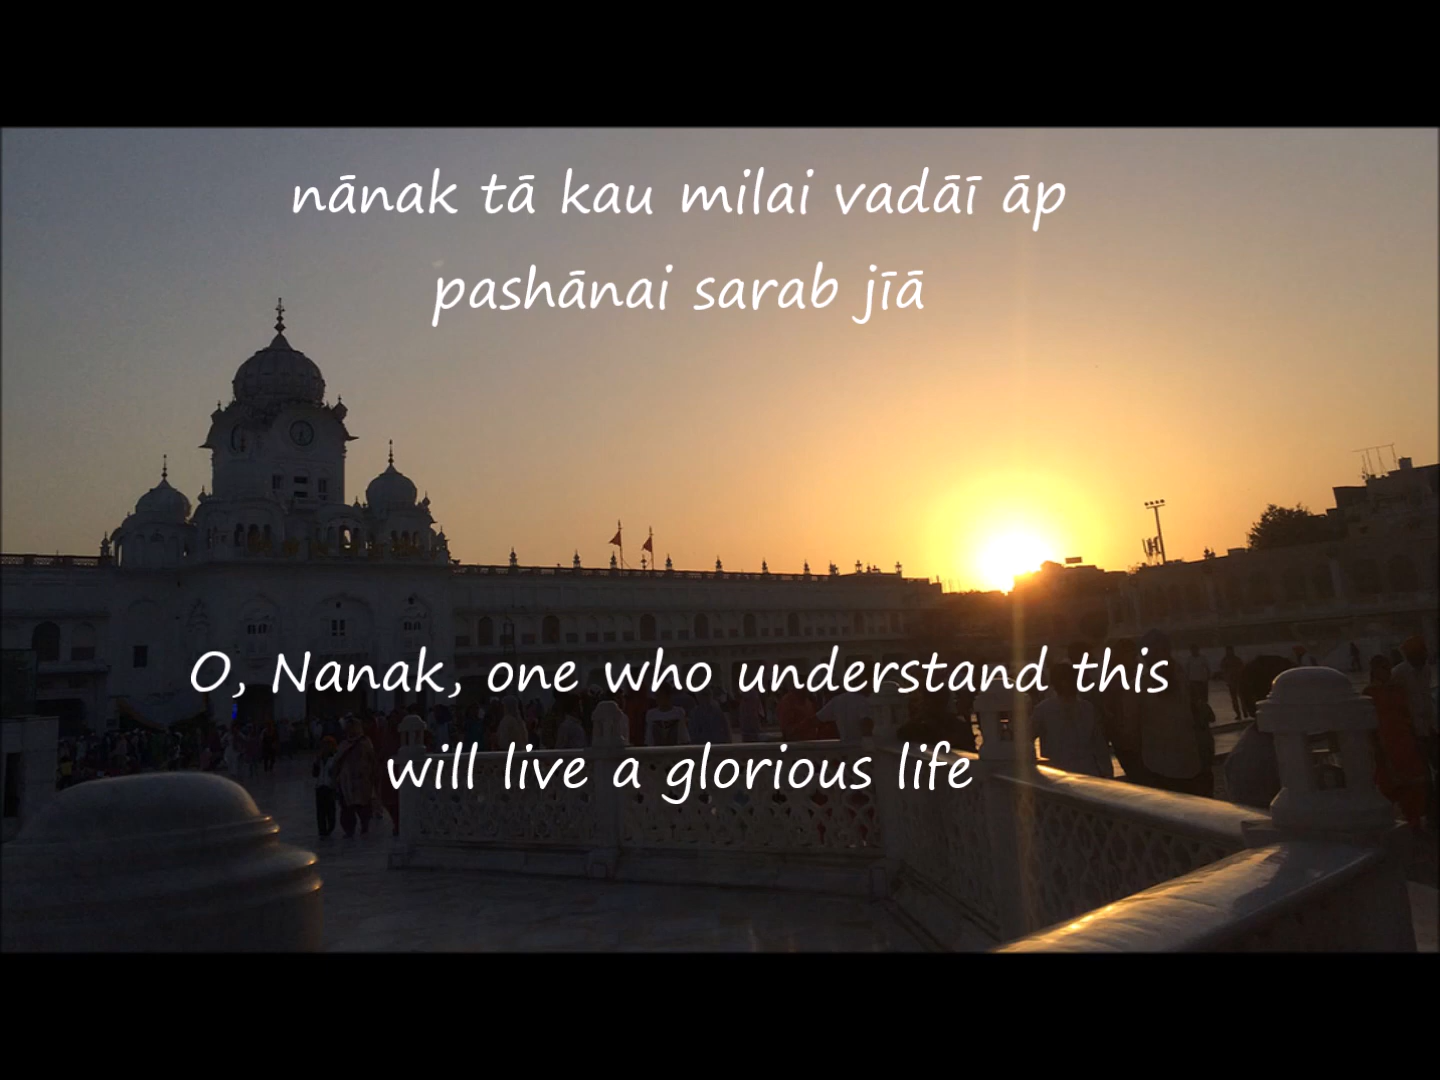 nānak tā kau milai vadāī āp
pashānai sarab jīā
O, Nanak, one who understand this
will live a glorious life